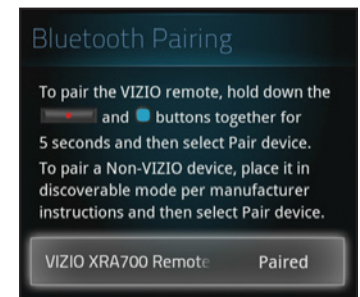 Bluetooth Pairing
To pair the VIZIO remote, hold down the
and buttons together for
5 seconds and then select Pair device.
To pair a Non-VIZIO device, place it in
discoverable mode per manufacturer
instructions and then select Pair device.
VIZIO XRA700 Remote Paired